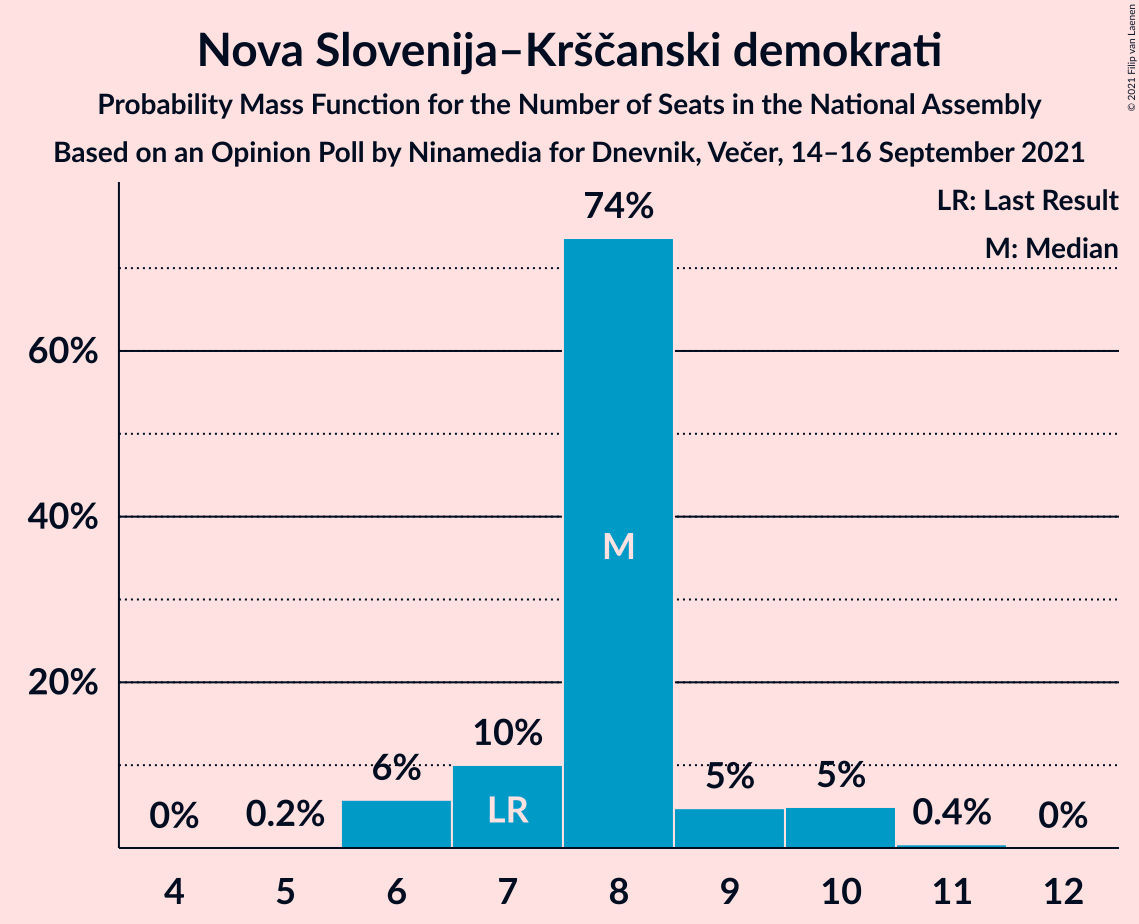 Nova Slovenija–Krščanski demokrati
Probability Mass Function for the Number of Seats in the National Assembly
Based on an Opinion Poll by Ninamedia for Dnevnik, Večer, 14–16 September 2021
© 2021 Filip van Laenen
LR: Last Result
M: Median
60%
40%
20%
0%
0.2%
6%
10%
74%
5%
5%
0.4%
0%
LR
M
4 5 6 7 8 9 10 11 12